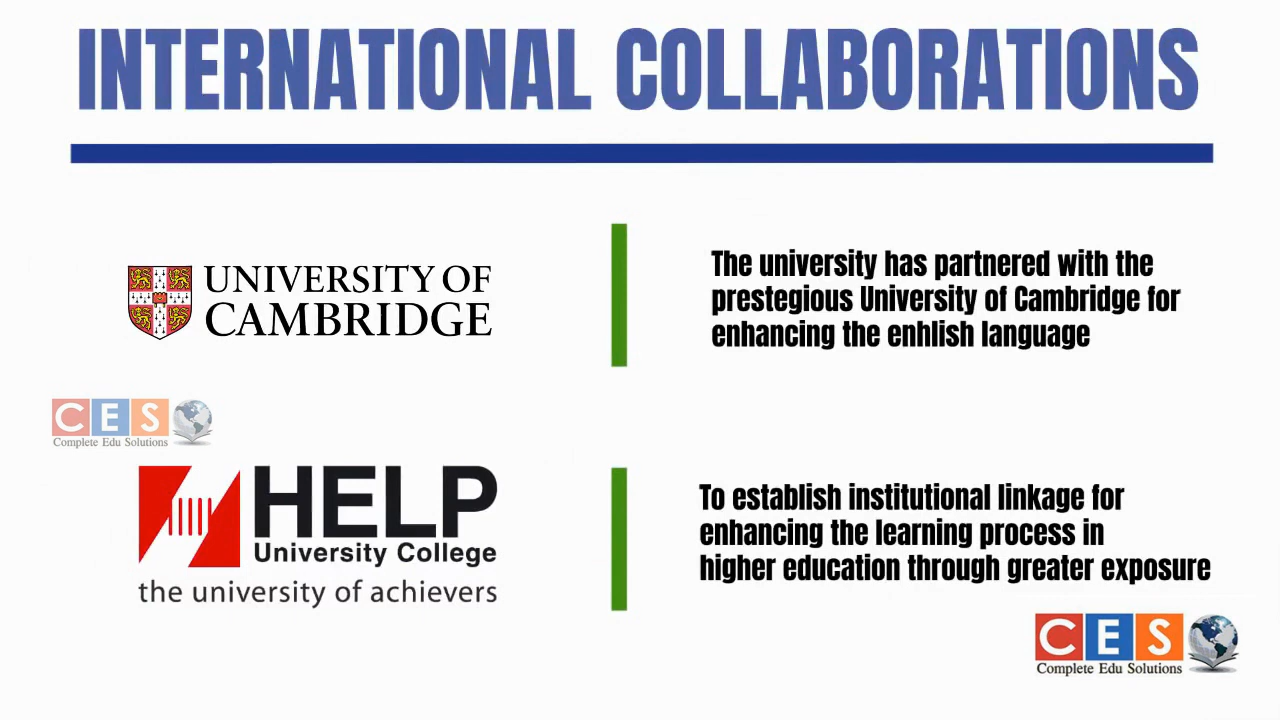 INTERNATIONAL COLLABORATIONS
UNIVERSITY OF
CAMBRIDGE
The university has partnered with the
prestegious University of Cambridge for
enhancing the enhlish language
CES
Complete Edu Solutions
HELP
University College
the university of achievers
To establish institutional linkage for
enhancing the learning process in
higher education through greater exposure
CES
Complete Edu Solutions